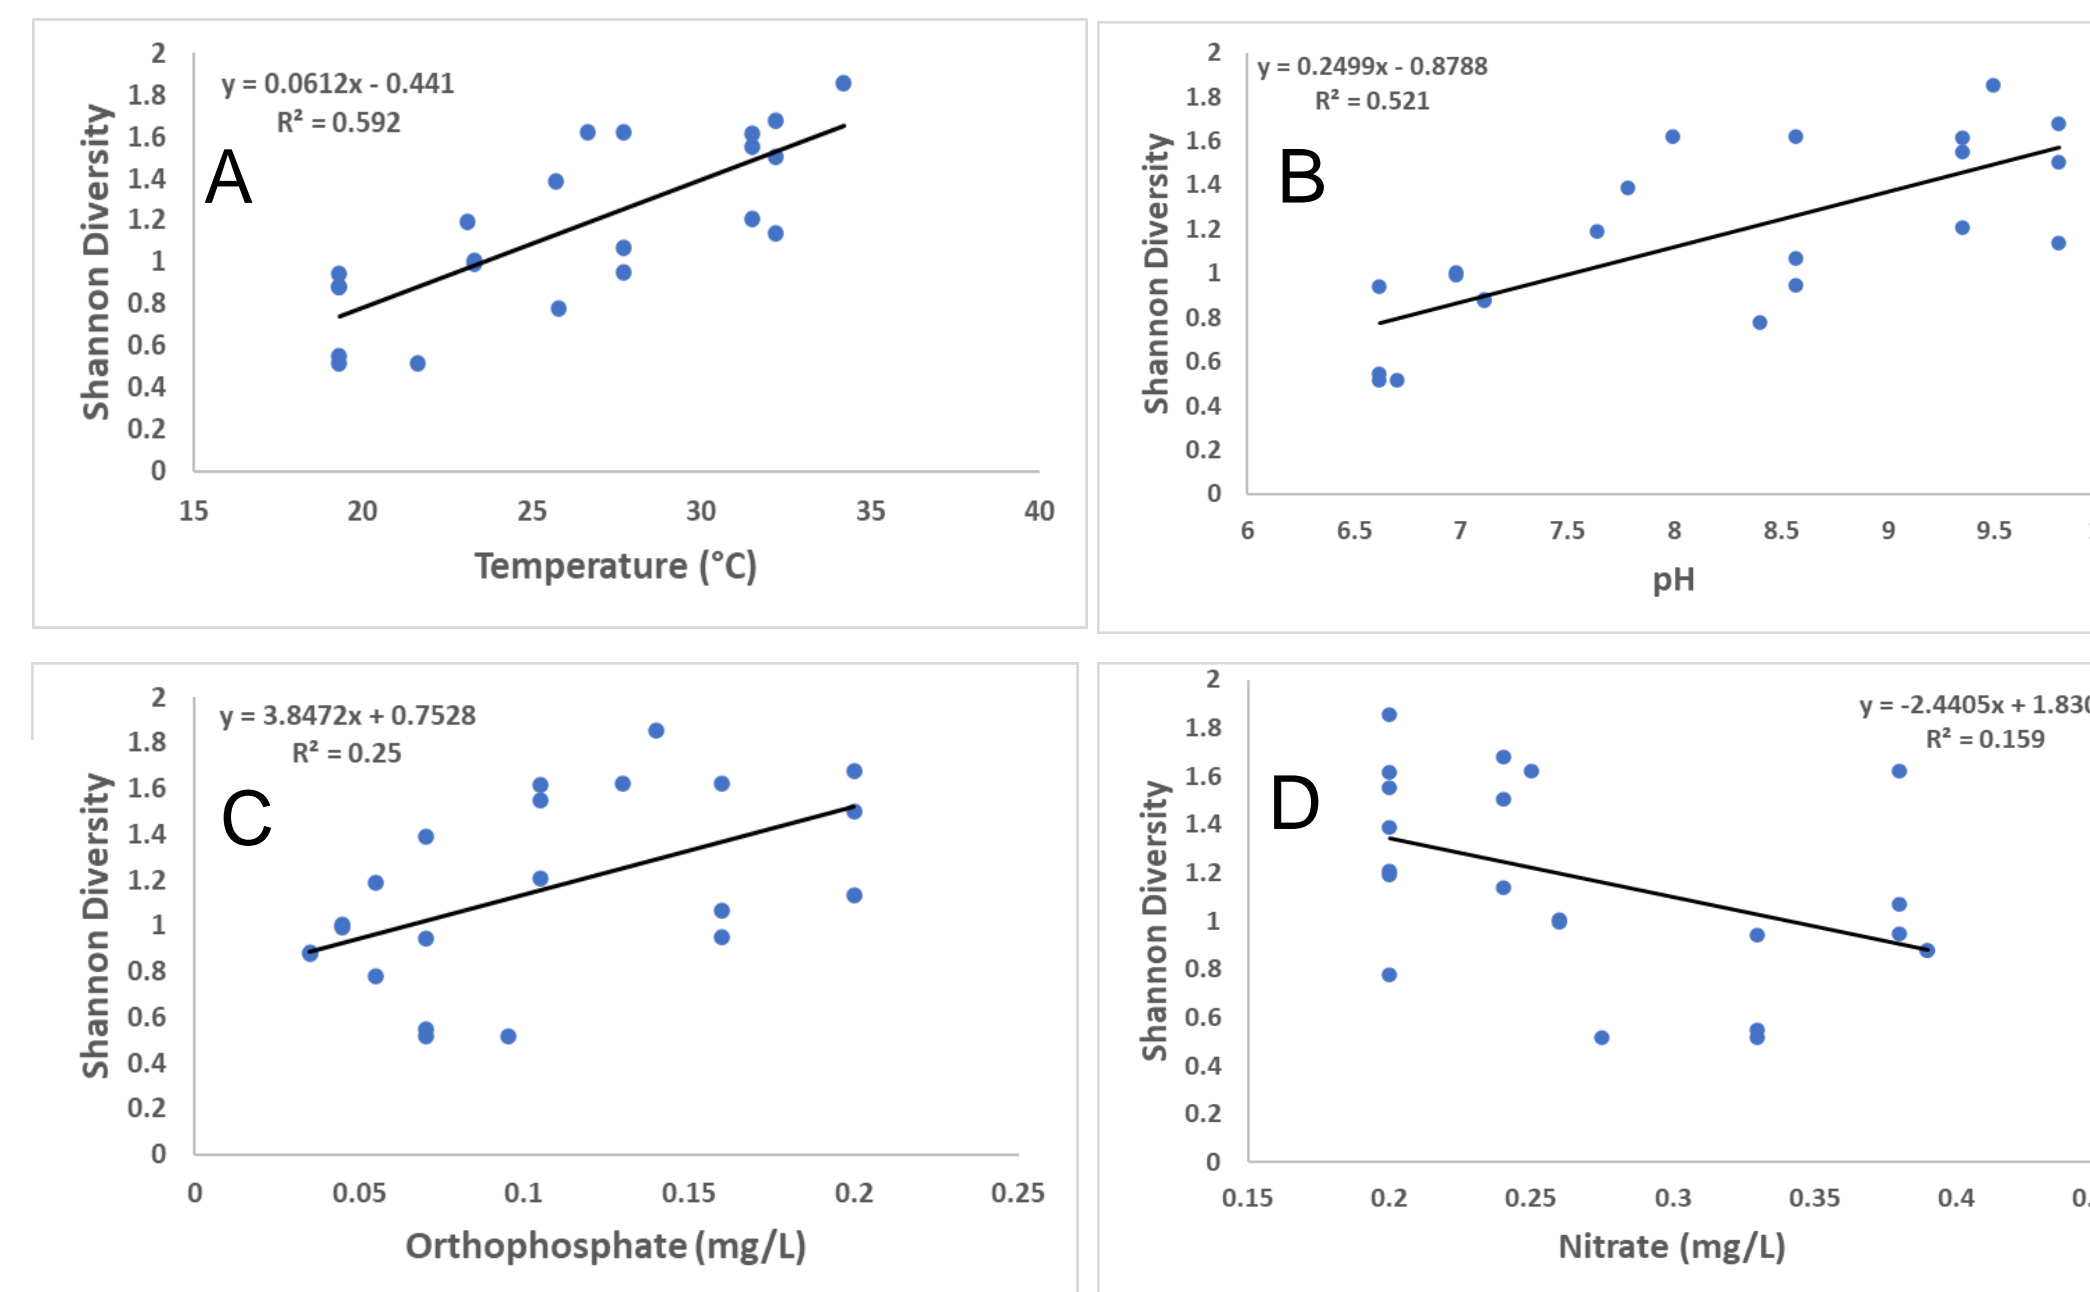 y = 0.0612x - 0.441
R² = 0.592
A
Shannon Diversity
2
1.8
1.6
1.4
1.2
1
0.8
0.6
0.4
0.2
0
15 20 25 30 35 40
Temperature (°C)
y = 0.2499x - 0.8788
R² = 0.521
B
Shannon Diversity
2
1.8
1.6
1.4
1.2
1
0.8
0.6
0.4
0.2
0
6 6.5 7 7.5 8 8.5 9 9.5
pH
y = 3.8472x + 0.7528
R² = 0.25
C
Shannon Diversity
2
1.8
1.6
1.4
1.2
1
0.8
0.6
0.4
0.2
0
0 0.05 0.1 0.15 0.2 0.25
Orthophosphate (mg/L)
y = -2.4405x + 1.830
R² = 0.159
D
Shannon Diversity
2
1.8
1.6
1.4
1.2
1
0.8
0.6
0.4
0.2
0
0.15 0.2 0.25 0.3 0.35 0.4
Nitrate (mg/L)